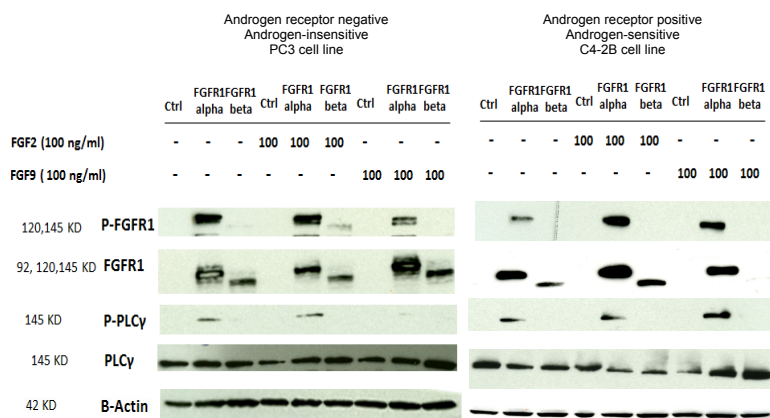 Androgen receptor negative
Androgen-insensitive
PC3 cell line
Androgen receptor positive
Androgen-sensitive
C4-2B cell line
Ctrl FGFR1 alpha FGFR1 beta Ctrl FGFR1 alpha FGFR1 beta Ctrl FGFR1 alpha FGFR1 beta
Ctrl FGFR1 alpha FGFR1 beta Ctrl FGFR1 alpha FGFR1 beta Ctrl FGFR1 alpha FGFR1 beta
FGF2 (100 ng/ml) - - - 100 100 100 - - - - - - 100 100 100 - - -
FGF9 ( 100 ng/ml) - - - - - - 100 100 100 - - - - - - 100 100 100
120,145 KD P-FGFR1
92, 120,145 KD FGFR1
145 KD P-PLCγ
145 KD PLCγ
42 KD B-Actin